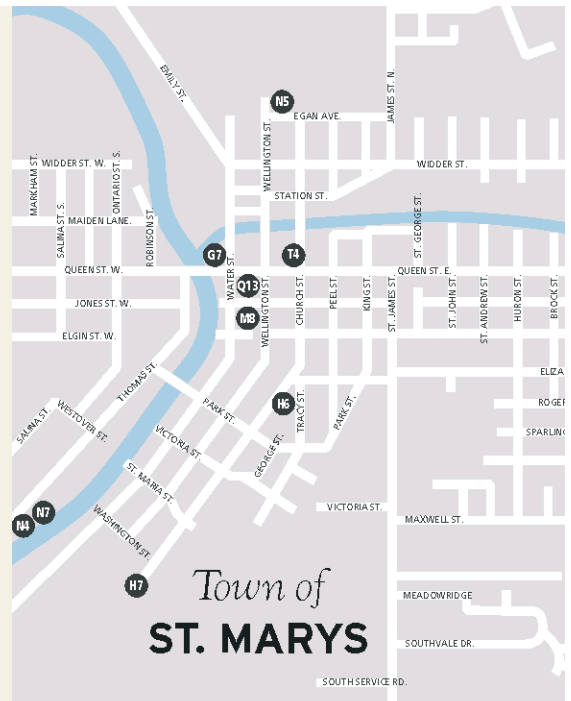 EMILY ST.
N5
EGAN AVE.
JAMES ST. N.
WELLINGTON ST.
MARKHAM ST.
WIDDER ST. W.
ONTARIO ST. S.
WIDDER ST.
STATION ST.
SALINA ST. S.
MAIDEN LANE.
ROBINSON ST.
ST. GEORGE ST.
G7
WATER ST.
T4
QUEEN ST. W.
QUEEN ST. E.
Q13
JONES ST. W.
M8
WELLINGTON ST.
CHURCH ST.
PEEL ST.
KING ST.
ST. JAMES ST.
ST. JOHN ST.
ST. ANDREW ST.
HURON ST.
BROCK ST.
ELGIN ST. W.
THOMAS ST.
ELIZA
SALINA ST.
WESTOVER ST.
PARK ST.
H6
TRACY ST.
PARK ST.
ROGER
VICTORIA ST.
GEORGE ST.
SPARLING
ST. MARIA ST.
N4
N7
WASHINGTON ST.
VICTORIA ST.
MAXWELL ST.
H7
Town of
ST. MARYS
MEADOWRIDGE
SOUTHVALE DR.
SOUTH SERVICE RD.